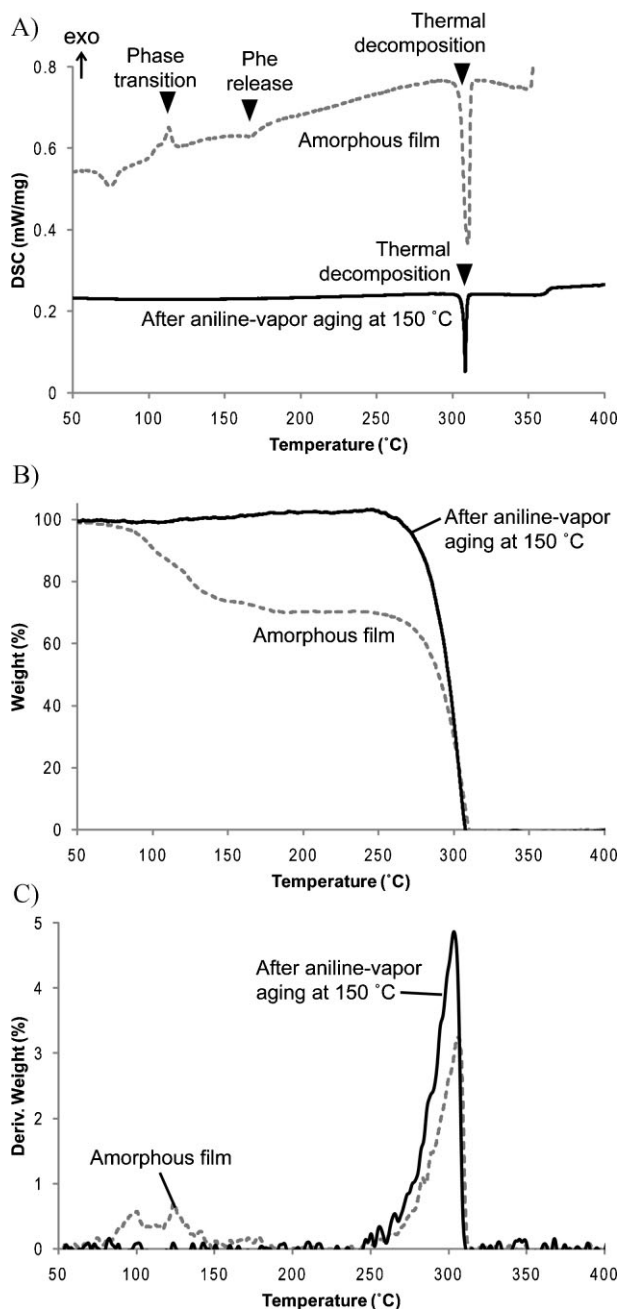 A)
exo
Phase
transition
Phe
release
Thermal
decomposition
Amorphous film
Thermal
decomposition
After aniline-vapor aging at 150 ˚C
DSC (mW/mg)
0.8
0.6
0.4
0.2
0
50 100 150 200 250 300 350 400
Temperature (˚C)
B)
After aniline-vapor
aging at 150 ˚C
Amorphous film
Weight (%)
100
80
60
40
20
0
50 100 150 200 250 300 350 400
Temperature (˚C)
C)
After aniline-vapor
aging at 150 ˚C
Amorphous film
Deriv. Weight (%)
5
4
3
2
1
0
50 100 150 200 250 300 350 400
Temperature (˚C)